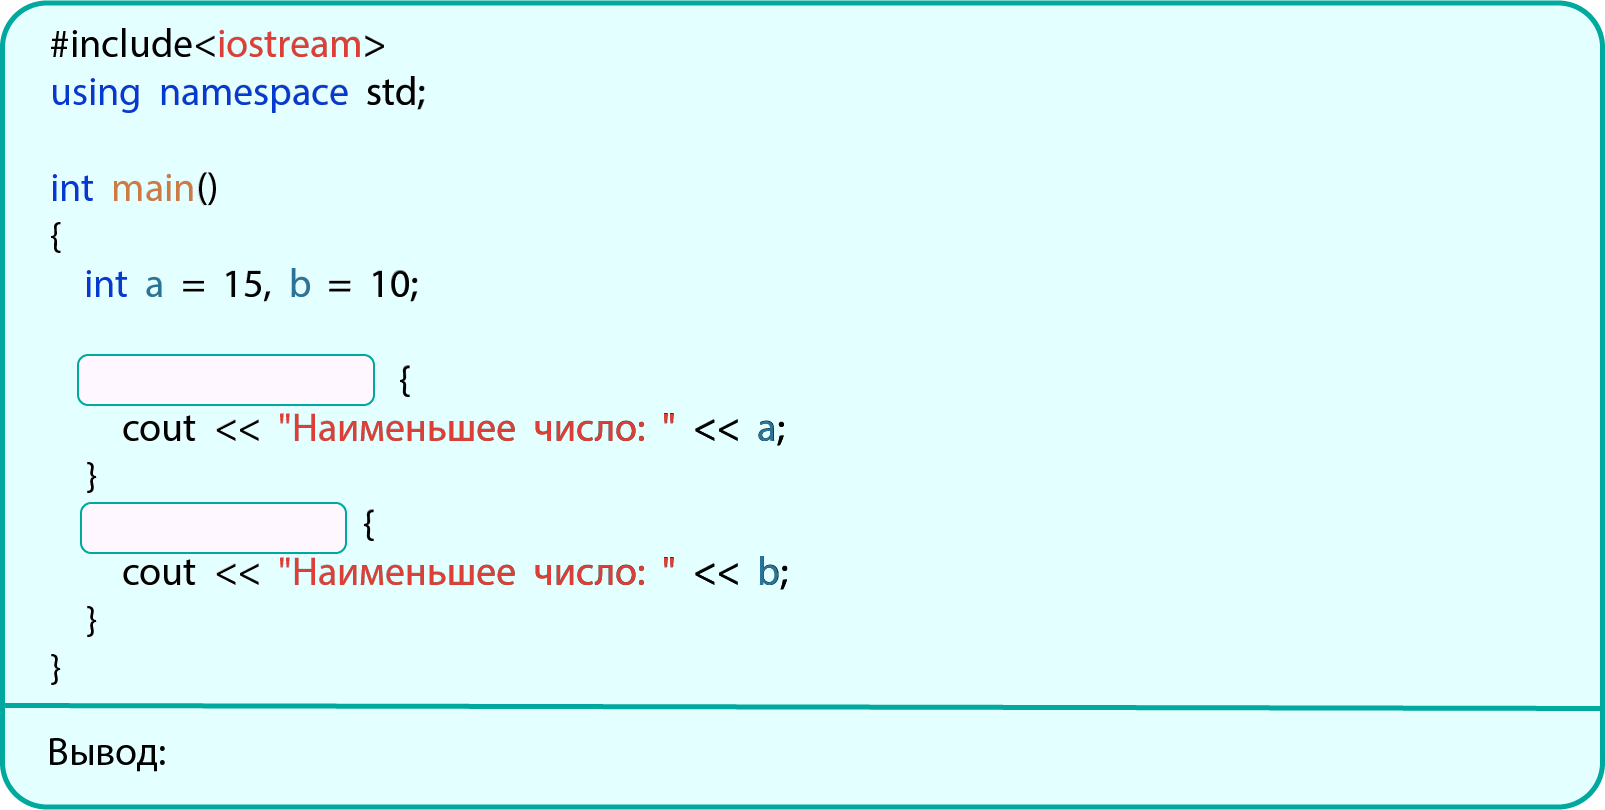 #include<iostream>
using namespace std;
int main()
{
int a = 15, b = 10;
{
cout << "Наименьшее число: " << a;
}
{
cout << "Наименьшее число: " << b;
}
}
Вывод: